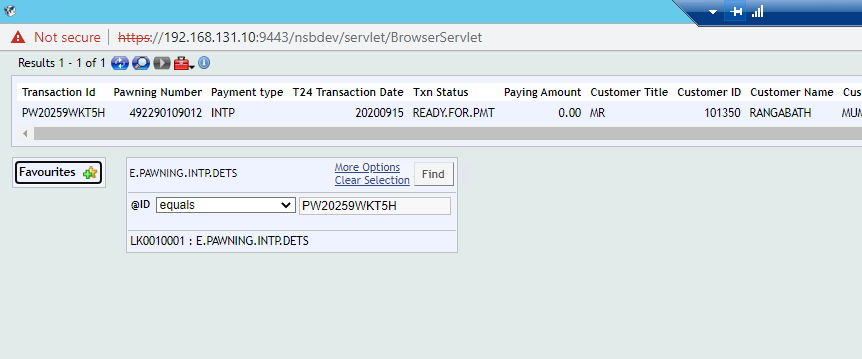 Not secure | https://192.168.131.10:9443/nsbdev/servlet/BrowserServlet
Results 1 - 1 of 1
Transaction Id Pawning Number Payment type T24 Transaction Date Txn Status Paying Amount Customer Title Customer ID Customer Name Cus
PW20259WKT5H 492290109012 INTP 20200915 READY.FOR.PMT 0.00 MR 101350 RANGABATH MUM
Favourites
E.PAWNING.INTP.DETS More Options Find
Clear Selection
@ID equals PW20259WKT5H
LK0010001 : E.PAWNING.INTP.DETS